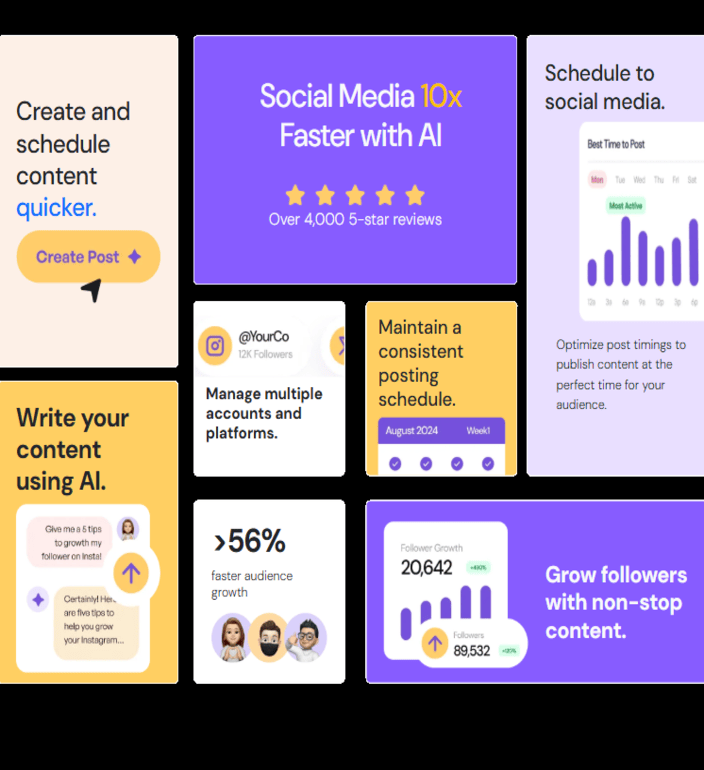 Create and
schedule
content
quicker.
Create Post
Social Media 10x
Faster with AI
Over 4,000 5-star reviews
Schedule to
social media.
Best Time to Post
Mon Tue Wed Thu Fri Sat
Most Active
12a 3a 6a 9a 12p 3p 6p
Optimize post timings to
publish content at the
perfect time for your
audience.
@YourCo
12K Followers
Manage multiple
accounts and
platforms.
Maintain a
consistent
posting
schedule.
August 2024 Week1
Write your
content
using AI.
Give me a 5 tips
to growth my
follower on Insta!
Certainly! Here
are five tips to
help you grow
your Instagram...
>56%
faster audience
growth
Follower Growth
20,642
Followers
89,532 +20%
Grow followers
with non-stop
content.